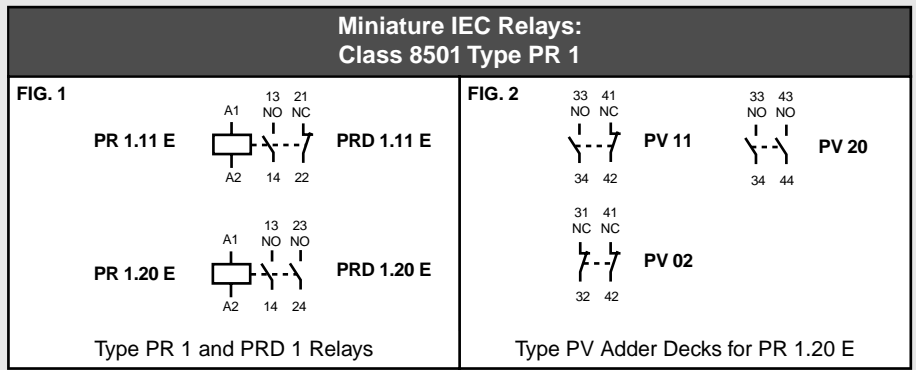 Miniature IEC Relays:
Class 8501 Type PR 1
FIG. 1
13 21
A1 NO NC
PR 1.11 E PRD 1.11 E
A2 14 22
13 23
A1 NO NO
PR 1.20 E PRD 1.20 E
A2 14 24
Type PR 1 and PRD 1 Relays
FIG. 2
33 41
NO NC
PV 11
34 42
33 43
NO NO
PV 20
34 44
31 41
NC NC
PV 02
32 42
Type PV Adder Decks for PR 1.20 E